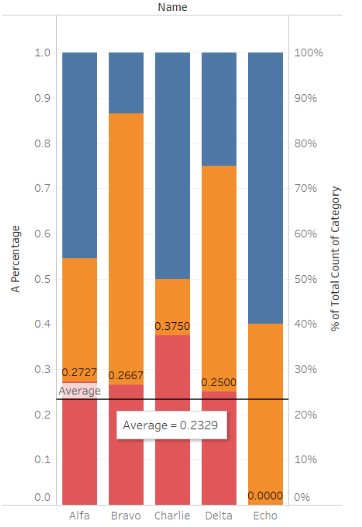 Name
1.0
0.9
0.8
0.7
0.6
0.5
0.4
0.3
0.2
0.1
0.0
A Percentage
100%
90%
80%
70%
60%
50%
40%
30%
20%
10%
0%
% of Total Count of Category
0.2727
0.2667
0.3750
0.2500
0.0000
Average
Average = 0.2329
Alfa
Bravo
Charlie
Delta
Echo